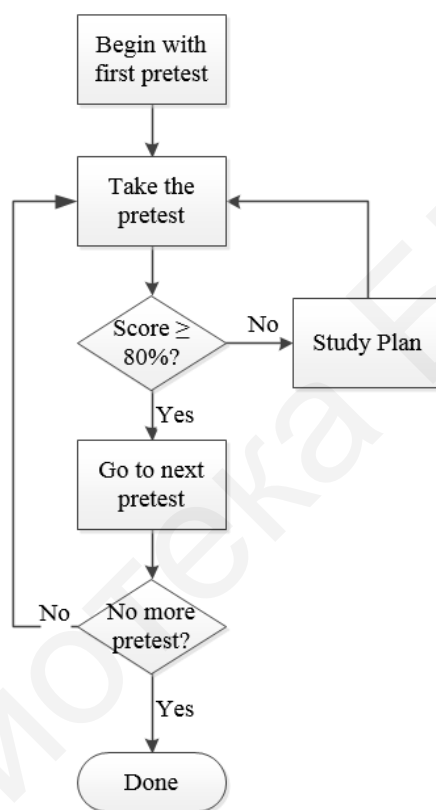 Begin with
first pretest
Take the
pretest
Score ≥
80%?
No
Study Plan
Yes
Go to next
pretest
No
No more
pretest?
Yes
Done